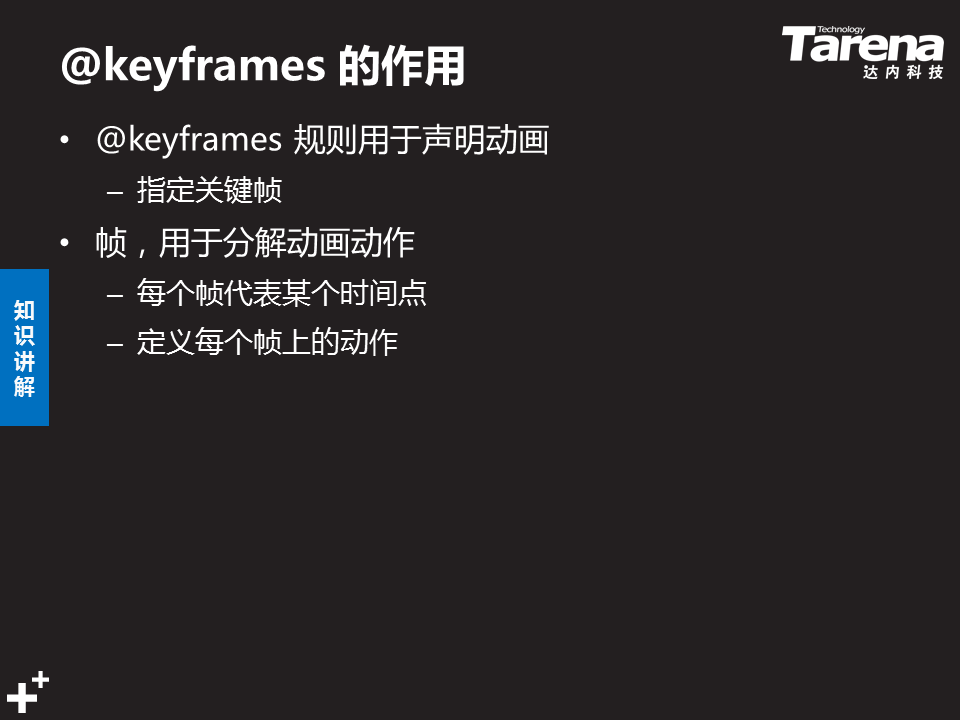 Technology
Tarena
达内科技
@keyframes 的作用
• @keyframes 规则用于声明动画
– 指定关键帧
• 帧，用于分解动画动作
– 每个帧代表某个时间点
– 定义每个帧上的动作
知识讲解